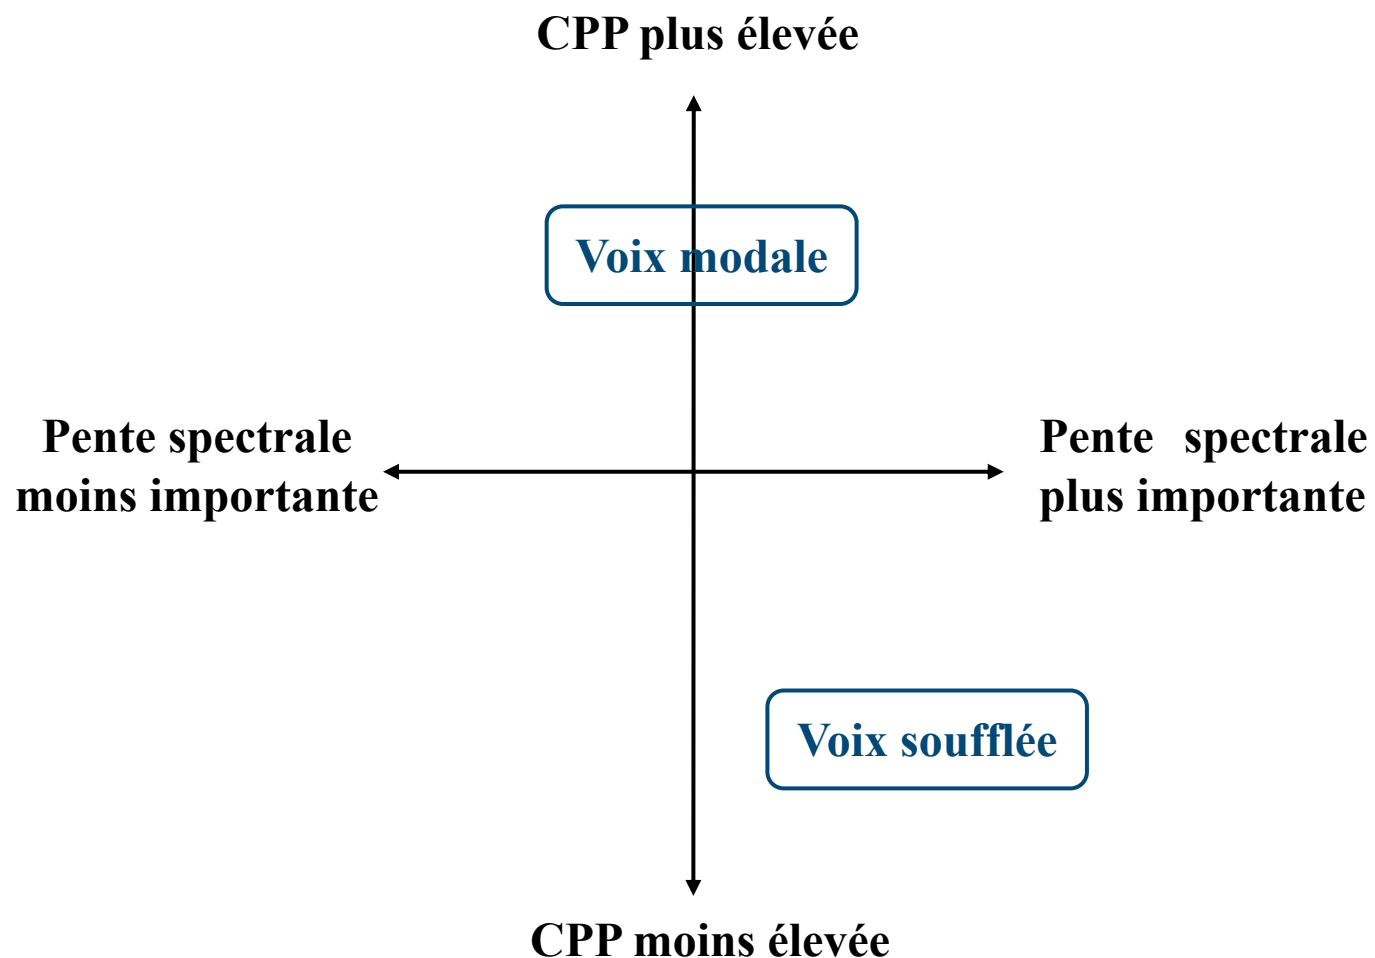 CPP plus élevée
Voix modale
Pente spectrale
moins importante
Pente spectrale
plus importante
Voix soufflée
CPP moins élevée